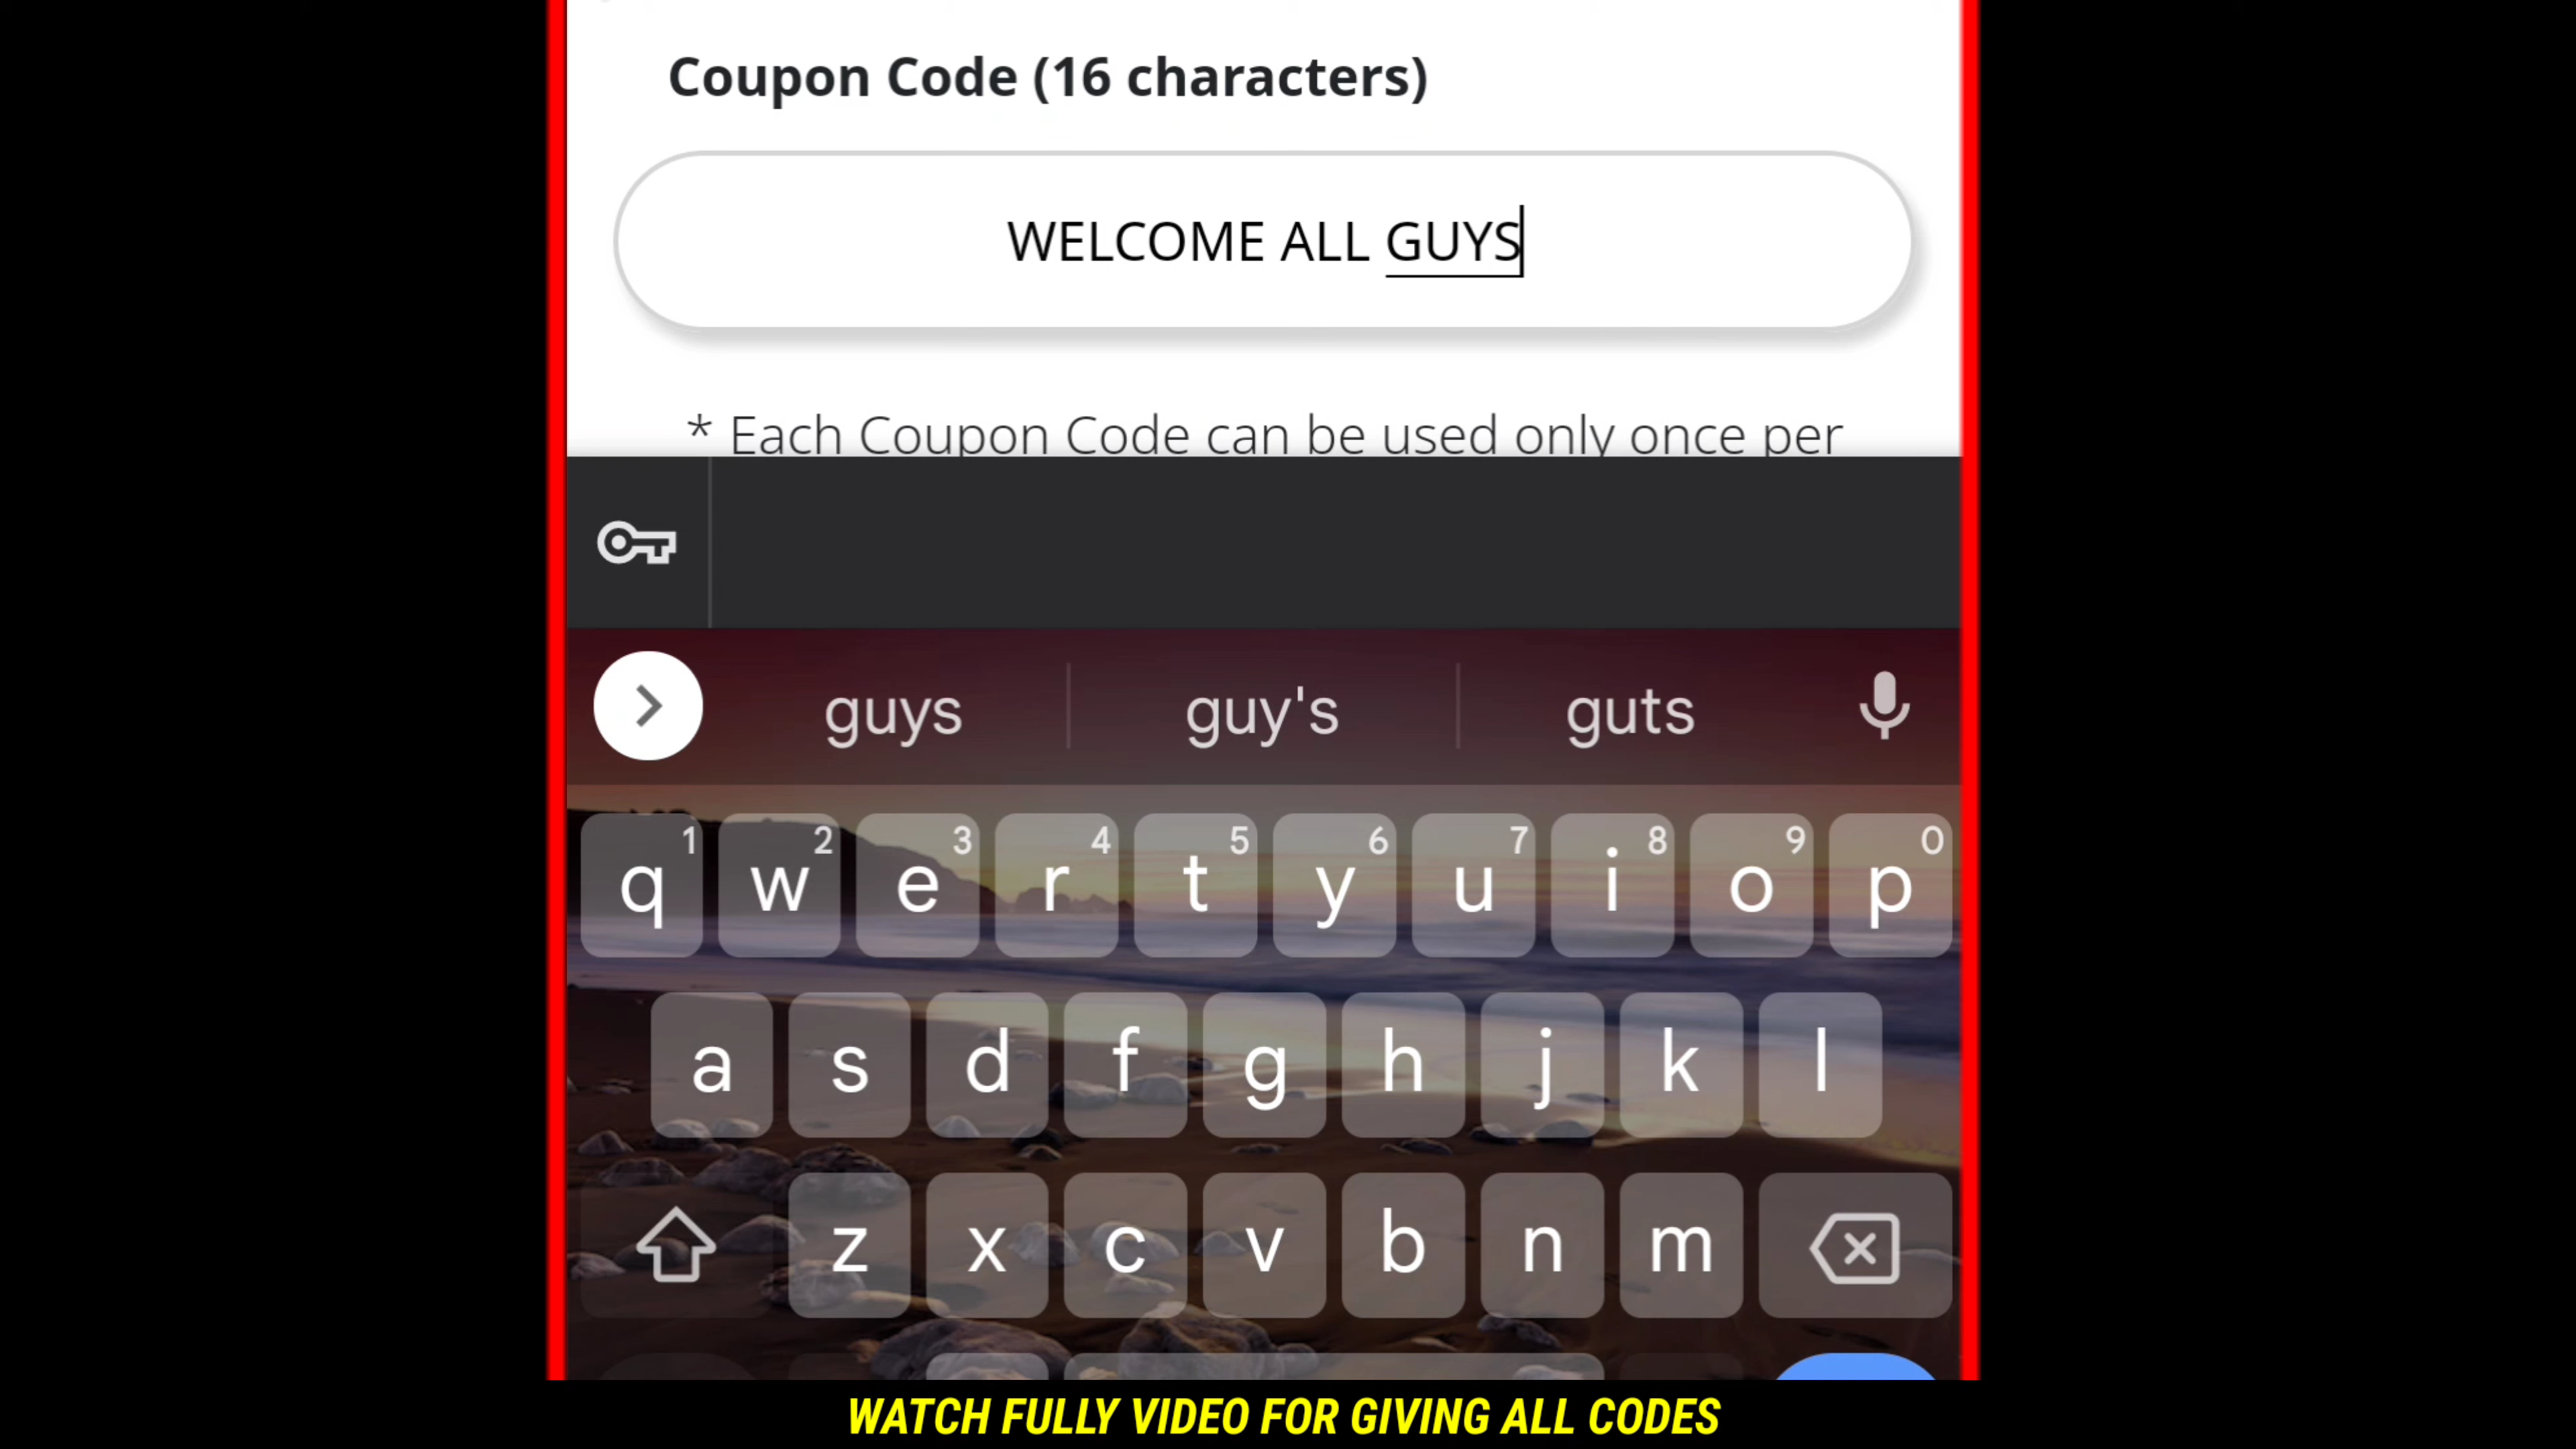 Coupon Code (16 characters)
WELCOME ALL GUYS
* Each Coupon Code can be used only once per
guys guy's guts
1 2 3 4 5 6 7 8 9 0
q w e r t y u i o p
a s d f g h j k l
z x c v b n m
WATCH FULLY VIDEO FOR GIVING ALL CODES